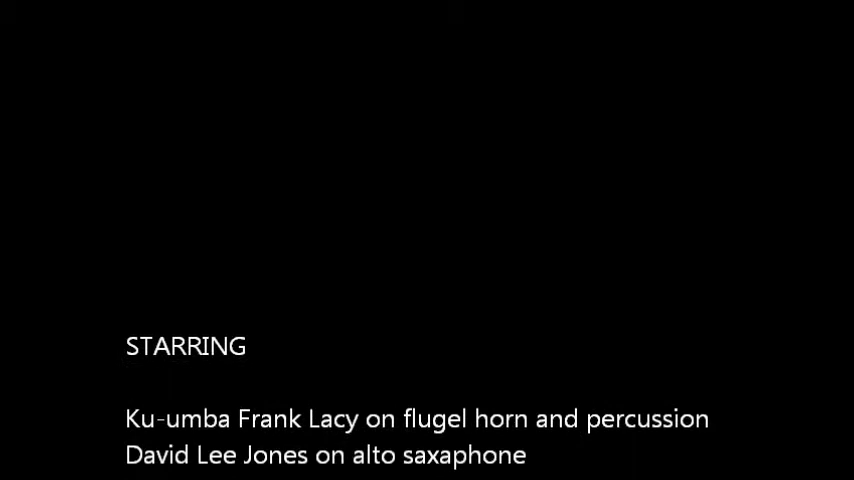 STARRING
Ku-umba Frank Lacy on flugel horn and percussion
David Lee Jones on alto saxaphone